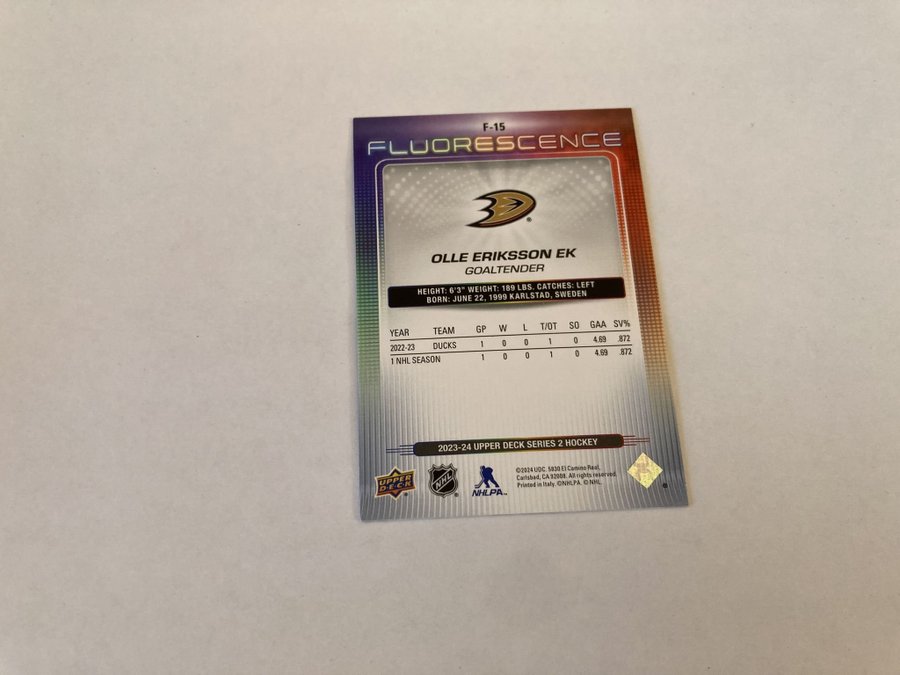 F-15
FLUORESCENCE
OLLE ERIKSSON EK
GOALTENDER
HEIGHT: 6'3" WEIGHT: 189 LBS. CATCHES: LEFT
BORN: JUNE 22, 1999 KARLSTAD, SWEDEN
YEAR TEAM GP W L T/OT SO GAA SV%
2022-23 DUCKS 1 0 0 1 0 4.69 .872
1 NHL SEASON 1 0 0 1 0 4.69 .872
2023-24 UPPER DECK SERIES 2 HOCKEY
UPPER DECK
NHL
NHLPA™
©2024 UDC. 5830 El Camino Real,
Carlsbad, CA 92008. All rights reserved.
Printed in Italy. ©NHLPA. © NHL.